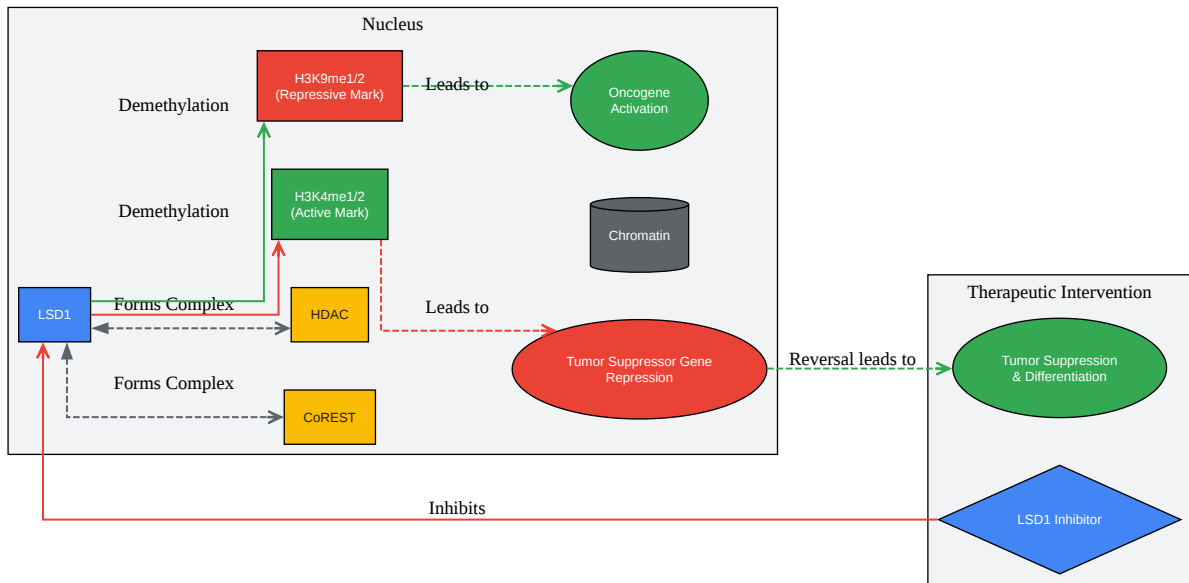 Nucleus
H3K9me1/2
(Repressive Mark)
Leads to
Oncogene
Activation
Demethylation
H3K4me1/2
(Active Mark)
Demethylation
Chromatin
LSD1
Forms Complex
HDAC
Leads to
Therapeutic Intervention
Tumor Suppressor Gene
Repression
Reversal leads to
Tumor Suppression
& Differentiation
Forms Complex
CoREST
Inhibits
LSD1 Inhibitor